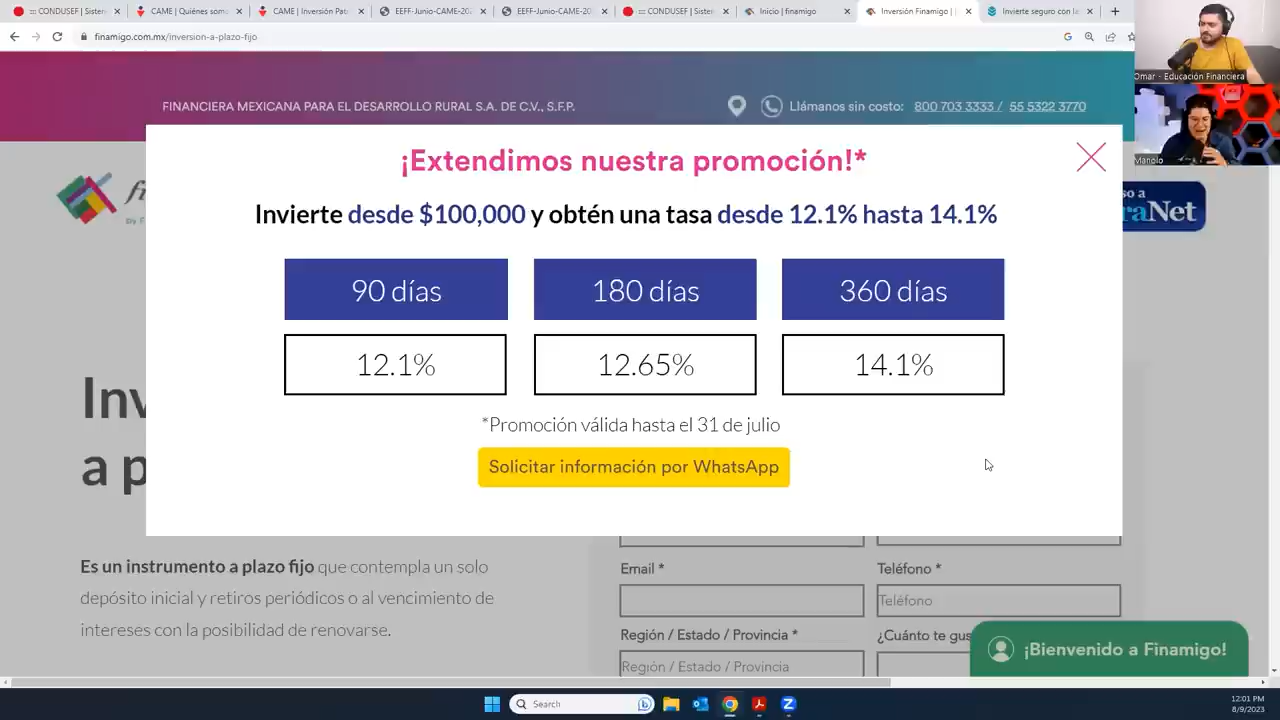 CONDUSEF | Sistem
CAME | Quiénes som
CAME | Inversión Pat
EEFF-Junio-CAME-20
EEFF-Junio-CAME-20
CONDUSEF | Sistem
Inicio | finamigo
Inversión Finamigo |
Invierte seguro con la
finamigo.com.mx/inversion-a-plazo-fijo
Omar - Educación Financiera
Manolo
FINANCIERA MEXICANA PARA EL DESARROLLO RURAL S.A. DE C.V., S.F.P.
Llámanos sin costo: 800 703 3333 / 55 5322 3770
¡Extendimos nuestra promoción!*
Invierte desde $100,000 y obtén una tasa desde 12.1% hasta 14.1%
90 días
180 días
360 días
12.1%
12.65%
14.1%
*Promoción válida hasta el 31 de julio
Solicitar información por WhatsApp
Inv
a p
Es un instrumento a plazo fijo que contempla un solo
depósito inicial y retiros periódicos o al vencimiento de
intereses con la posibilidad de renovarse.
Email *
Teléfono *
Teléfono
Región / Estado / Provincia *
¿Cuánto te gus
Región / Estado / Provincia
¡Bienvenido a Finamigo!
Search
12:01 PM
8/9/2023